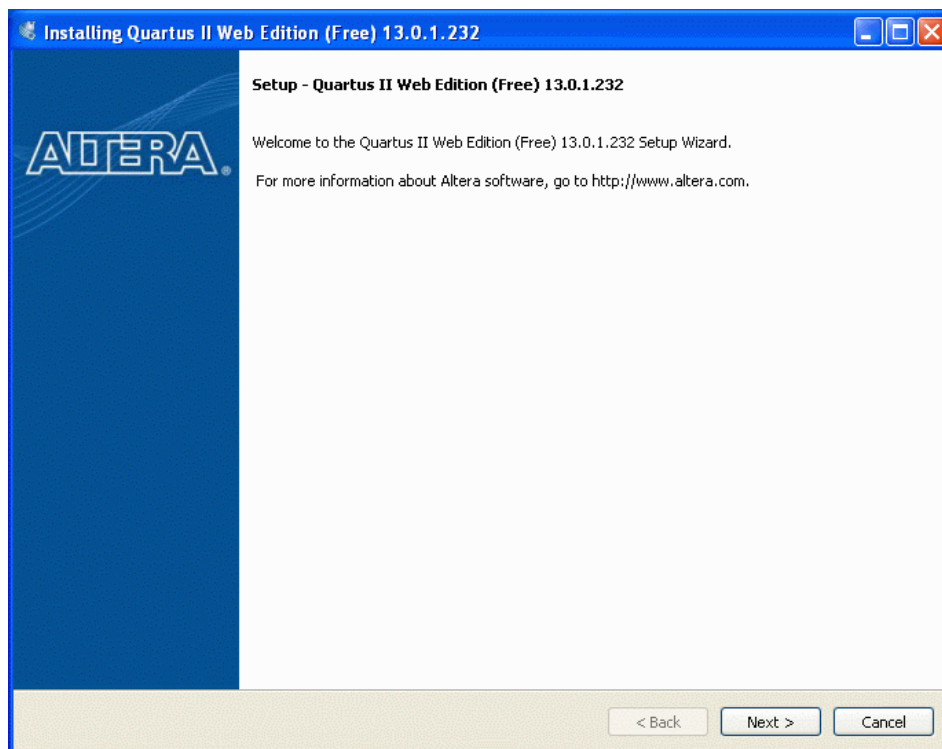 Installing Quartus II Web Edition (Free) 13.0.1.232
Setup - Quartus II Web Edition (Free) 13.0.1.232
ALTERA®
Welcome to the Quartus II Web Edition (Free) 13.0.1.232 Setup Wizard.
For more information about Altera software, go to http://www.altera.com.
< Back
Next >
Cancel